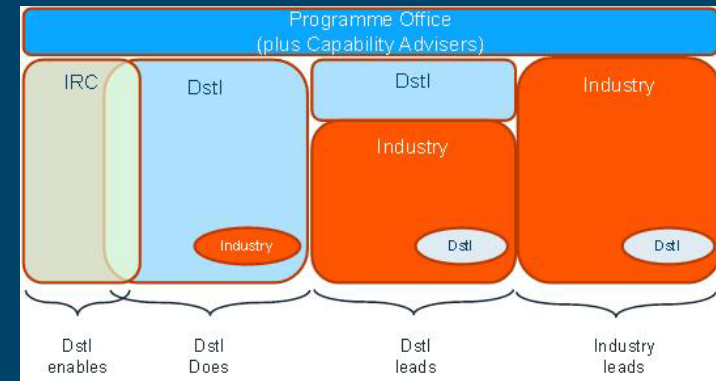 Programme Office
(plus Capability Advisers)
IRC
Dstl
Dstl
Industry
Industry
Industry
Dstl
Dstl
Dstl
enables
Dstl
Does
Dstl
leads
Industry
leads